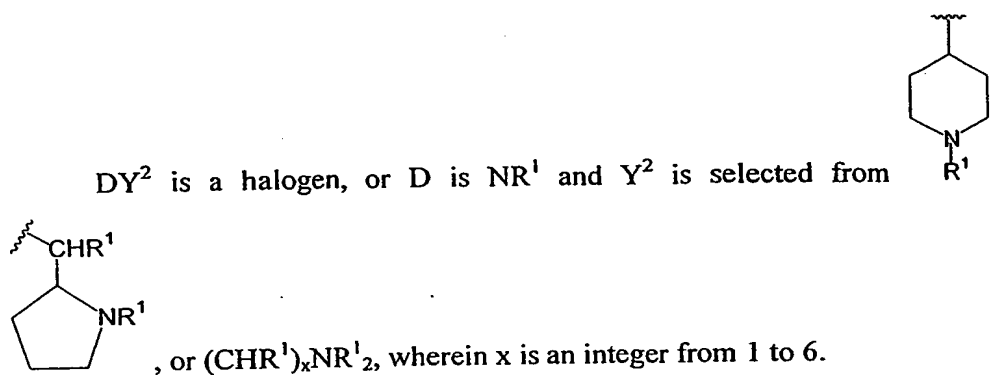 DY² is a halogen, or D is NR¹ and Y² is selected from
N
R¹
CHR¹
NR¹
, or (CHR¹)ₓNR¹₂, wherein x is an integer from 1 to 6.